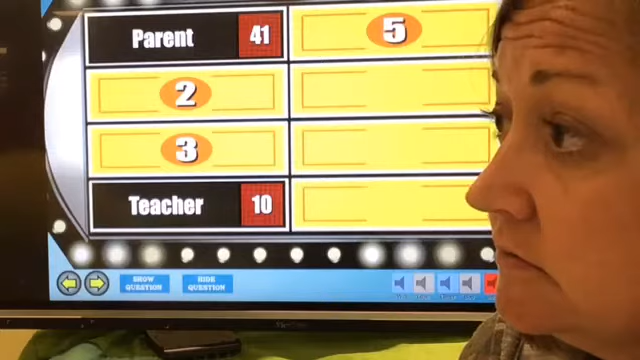 Parent 41
5
2
3
Teacher 10
SHOW QUESTION
HIDE QUESTION